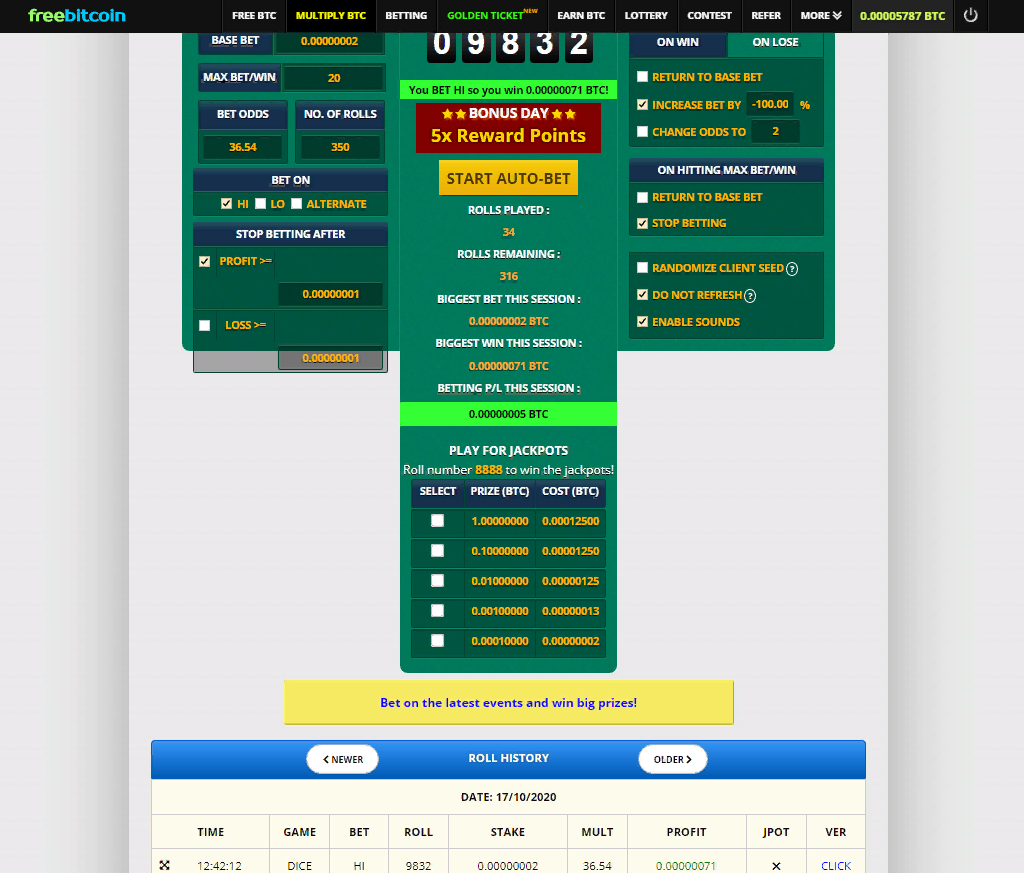 freebitcoin FREE BTC MULTIPLY BTC BETTING GOLDEN TICKET NEW EARN BTC LOTTERY CONTEST REFER MORE 0.00005787 BTC
BASE BET 0.00000002
MAX BET/WIN 20
BET ODDS NO. OF ROLLS
36.54 350
BET ON
HI LO ALTERNATE
STOP BETTING AFTER
PROFIT >=
0.00000001
LOSS >=
0.00000001
0 9 8 3 2
You BET HI so you win 0.00000071 BTC!
BONUS DAY
5x Reward Points
START AUTO-BET
ROLLS PLAYED :
34
ROLLS REMAINING :
316
BIGGEST BET THIS SESSION :
0.00000002 BTC
BIGGEST WIN THIS SESSION :
0.00000071 BTC
BETTING P/L THIS SESSION :
0.00000005 BTC
PLAY FOR JACKPOTS
Roll number 8888 to win the jackpots!
SELECT PRIZE (BTC) COST (BTC)
1.00000000 0.00012500
0.10000000 0.00001250
0.01000000 0.00000125
0.00100000 0.00000013
0.00010000 0.00000002
ON WIN ON LOSE
RETURN TO BASE BET
INCREASE BET BY -100.00 %
CHANGE ODDS TO 2
ON HITTING MAX BET/WIN
RETURN TO BASE BET
STOP BETTING
RANDOMIZE CLIENT SEED ?
DO NOT REFRESH ?
ENABLE SOUNDS
Bet on the latest events and win big prizes!
NEWER ROLL HISTORY OLDER
DATE: 17/10/2020
TIME GAME BET ROLL STAKE MULT PROFIT JPOT VER
12:42:12 DICE HI 9832 0.00000002 36.54 0.00000071 CLICK